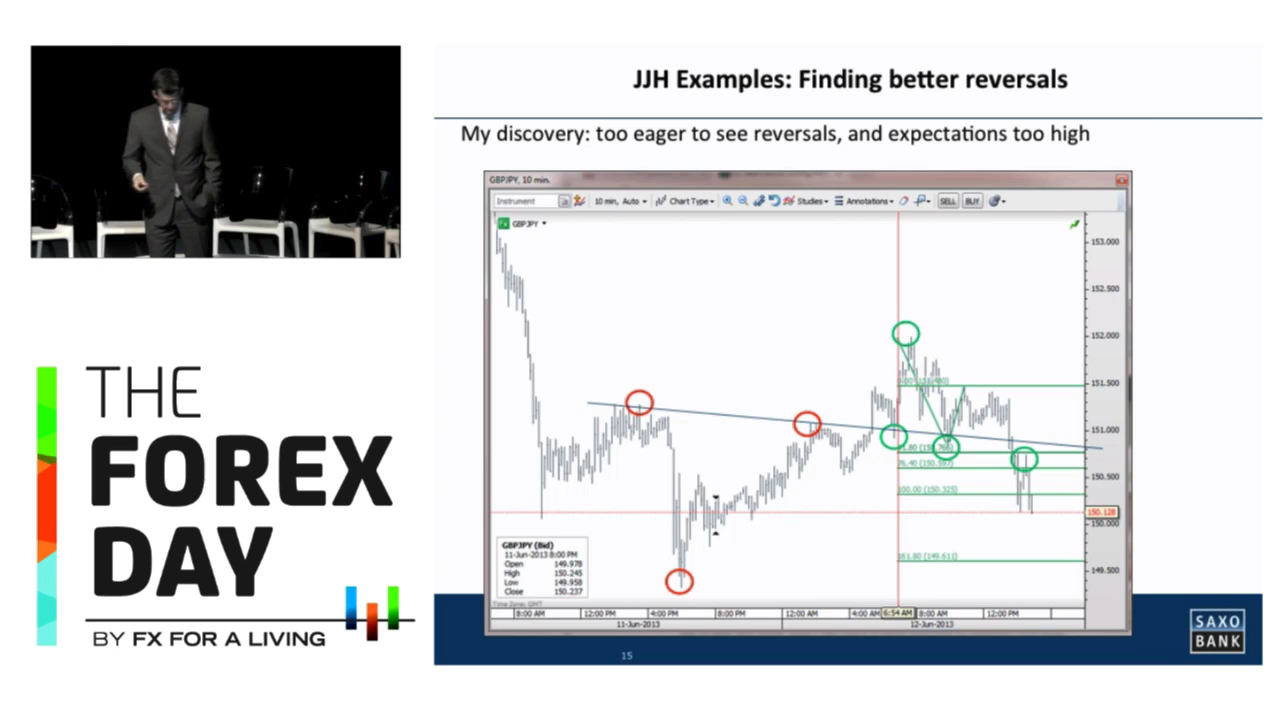 JJH Examples: Finding better reversals
My discovery: too eager to see reversals, and expectations too high
GBPJPY, 10 min.
Instrument 10 min, Auto Chart Type Studies Annotations SELL BUY
GBPJPY
153.000
152.500
152.000
151.500
151.000
150.500
150.128
150.000
149.500
76.40 (150.597)
100.00 (150.325)
161.80 (149.611)
GBPJPY (Bid)
11-Jun-2013 8:00 PM
Open 149.978
High 150.245
Low 149.958
Close 150.237
Time Zone: GMT
8:00 AM 12:00 PM 4:00 PM 8:00 PM 12:00 AM 4:00 AM 6:54 AM 8:00 AM 12:00 PM
11-Jun-2013 12-Jun-2013
15
SAXO
BANK
THE
FOREX
DAY
BY FX FOR A LIVING